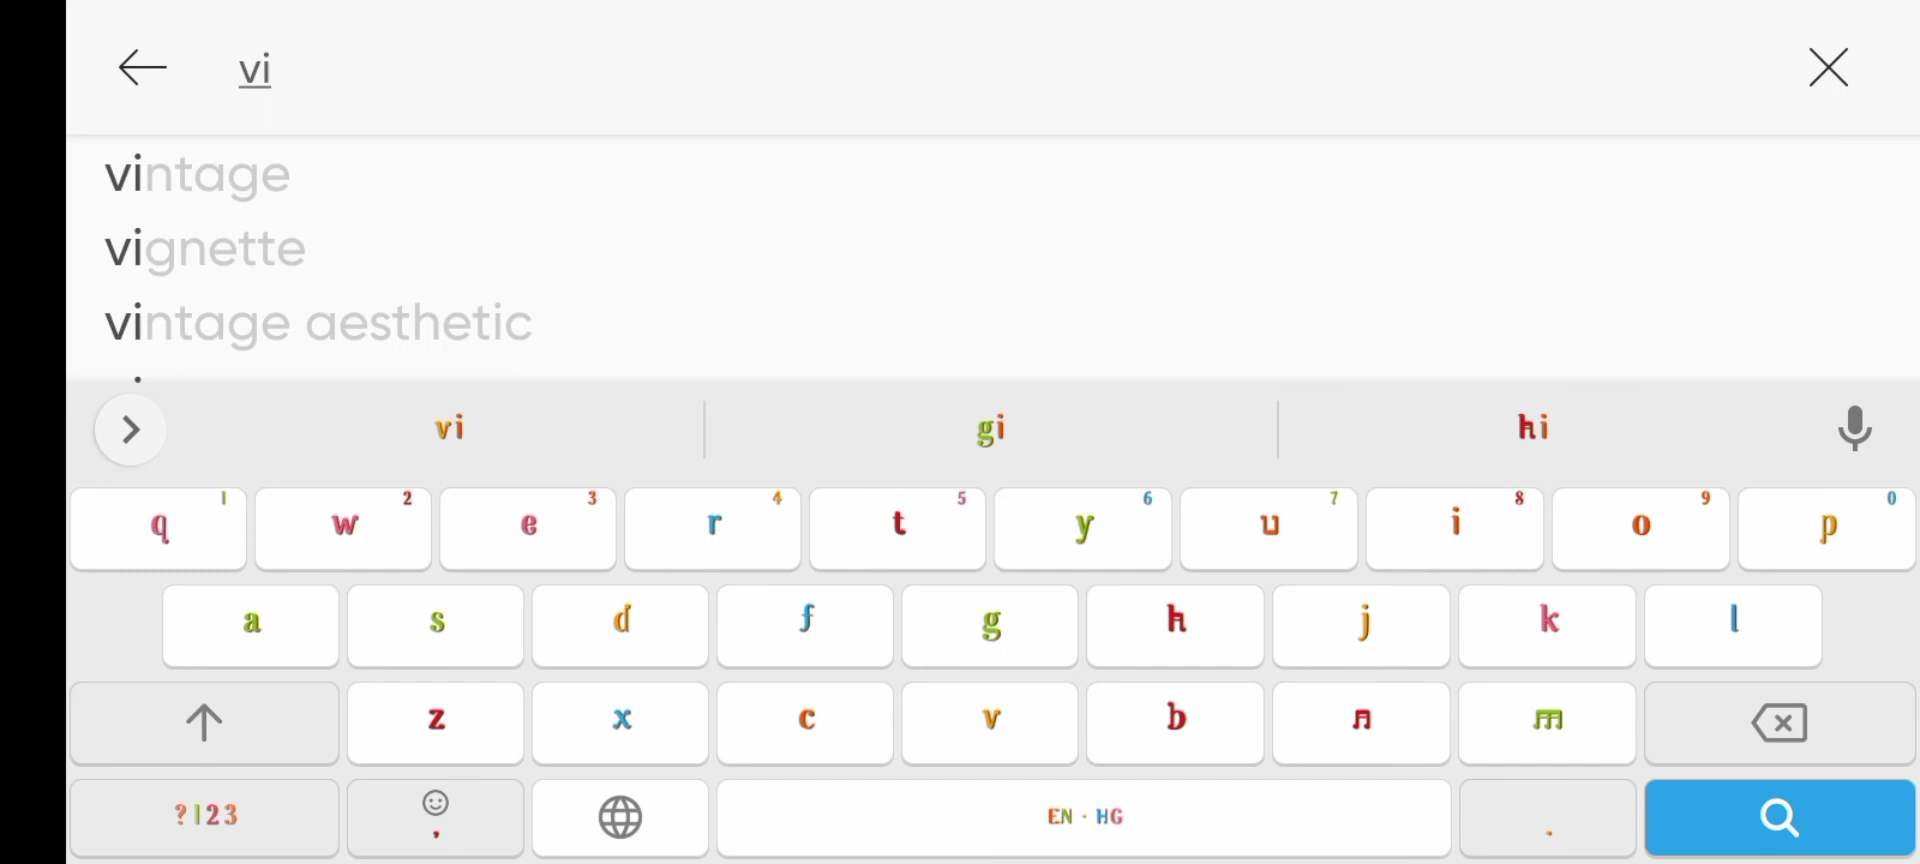 vi
vintage
vignette
vintage aesthetic
vi gi hi
q 1 w 2 e 3 r 4 t 5 y 6 u 7 i 8 o 9 p 0
a s d f g h j k l
z x c v b n m
?123 , EN · HG .